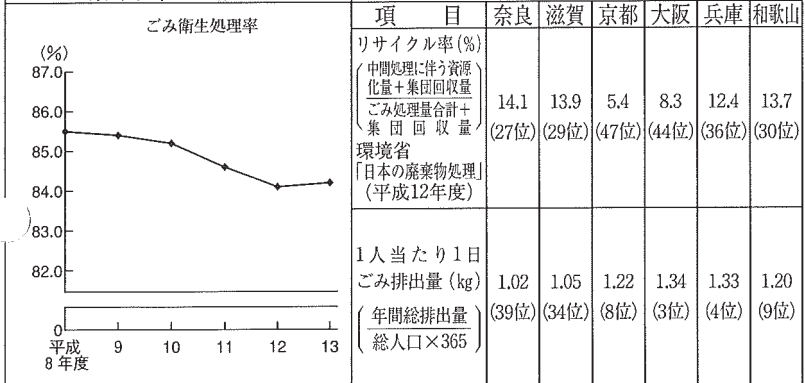 ごみ衛生処理率
(%)
87.0
86.0
85.0
84.0
83.0
82.0
0
平成
8年度
9
10
11
12
13
項 目 奈良 滋賀 京都 大阪 兵庫 和歌山
リサイクル率(%)
中間処理に伴う資源
化量+集団回収量
ごみ処理量合計+
集団回収量
環境省
「日本の廃棄物処理」
(平成12年度)
14.1 13.9 5.4 8.3 12.4 13.7
(27位) (29位) (47位) (44位) (36位) (30位)
1人当たり1日
ごみ排出量(㎏)
年間総排出量
総人口×365
1.02 1.05 1.22 1.34 1.33 1.20
(39位) (34位) (8位) (3位) (4位) (9位)